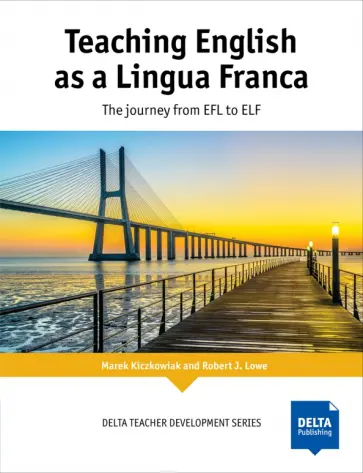 Teaching English
as a Lingua Franca
The journey from EFL to ELF
Marek Kiczkowiak and Robert J. Lowe
DELTA TEACHER DEVELOPMENT SERIES
DELTA
Publishing